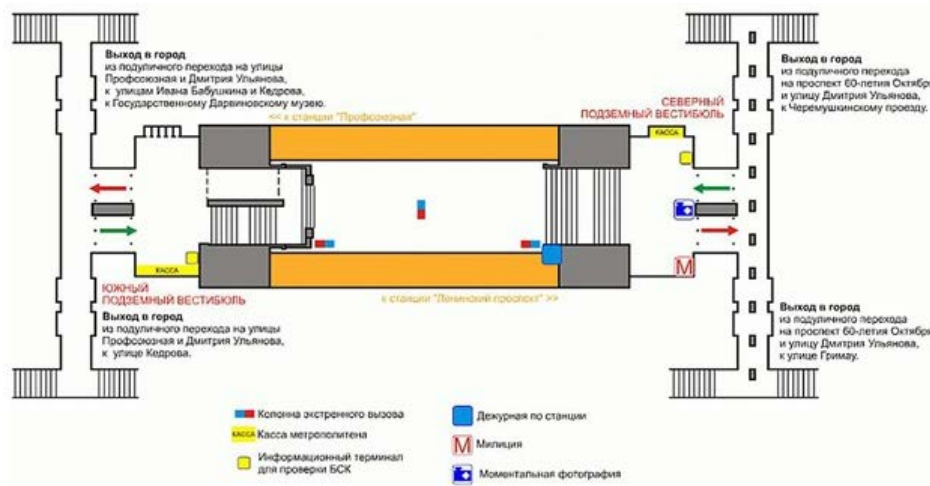 Выход в город
из подуличного перехода на улицы
Профсоюзная и Дмитрия Ульянова,
к улицам Ивана Бабушкина и Кедрова,
к Государственному Дарвиновскому музею.
Выход в город
из подуличного перехода
на проспект 60-летия Октября
и улицу Дмитрия Ульянова,
к Черемушкинскому проезду.
<< к станции "Профсоюзная"
СЕВЕРНЫЙ
ПОДЗЕМНЫЙ ВЕСТИБЮЛЬ
КАССА
КАССА
М
ЮЖНЫЙ
ПОДЗЕМНЫЙ ВЕСТИБЮЛЬ
к станции "Ленинский проспект" >>
Выход в город
из подуличного перехода на улицы
Профсоюзная и Дмитрия Ульянова,
к улице Кедрова.
Выход в город
из подуличного перехода
на проспект 60-летия Октября
и улицу Дмитрия Ульянова,
к улице Гримау.
Колонна экстренного вызова
КАССА Касса метрополитена
Информационный терминал
для проверки БСК
Дежурная по станции
М Милиция
Моментальная фотография